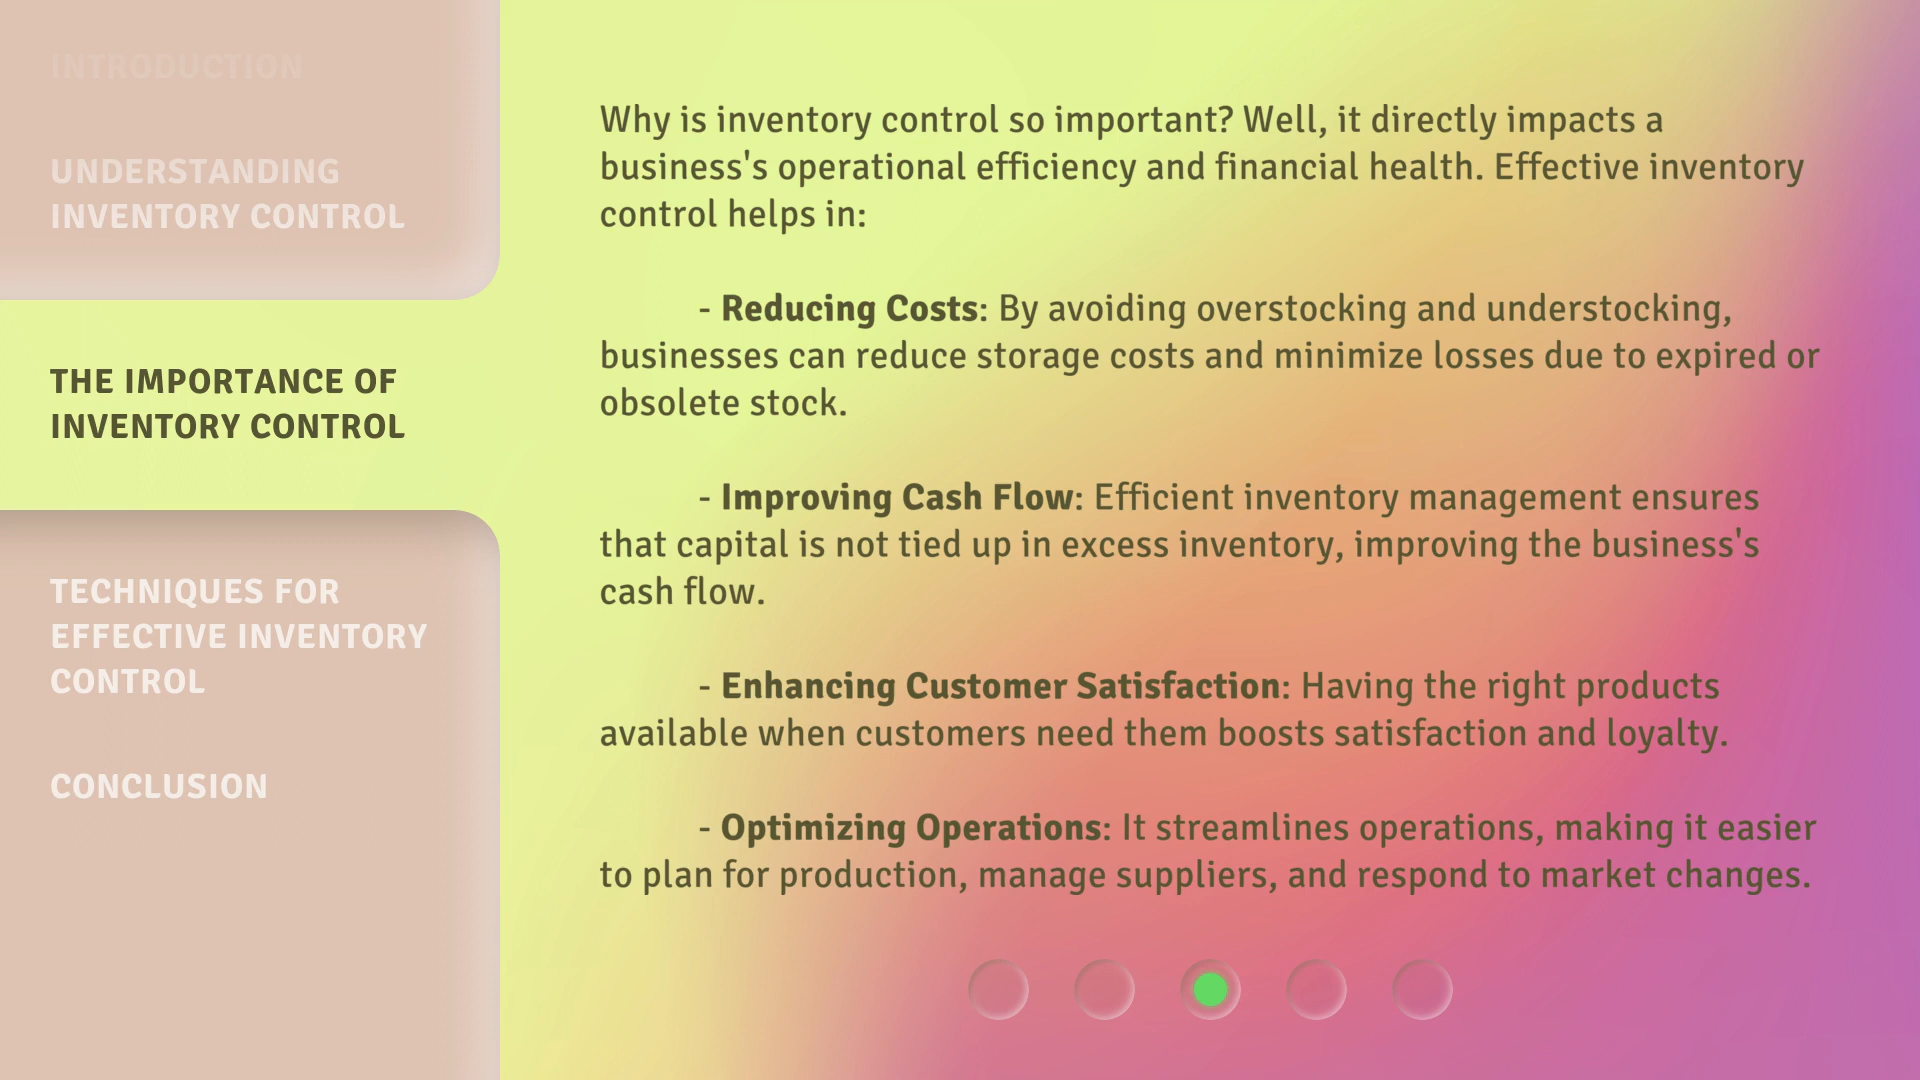 INTRODUCTION
UNDERSTANDING
INVENTORY CONTROL
THE IMPORTANCE OF
INVENTORY CONTROL
TECHNIQUES FOR
EFFECTIVE INVENTORY
CONTROL
CONCLUSION
Why is inventory control so important? Well, it directly impacts a
business's operational efficiency and financial health. Effective inventory
control helps in:
- Reducing Costs: By avoiding overstocking and understocking,
businesses can reduce storage costs and minimize losses due to expired or
obsolete stock.
- Improving Cash Flow: Efficient inventory management ensures
that capital is not tied up in excess inventory, improving the business's
cash flow.
- Enhancing Customer Satisfaction: Having the right products
available when customers need them boosts satisfaction and loyalty.
- Optimizing Operations: It streamlines operations, making it easier
to plan for production, manage suppliers, and respond to market changes.